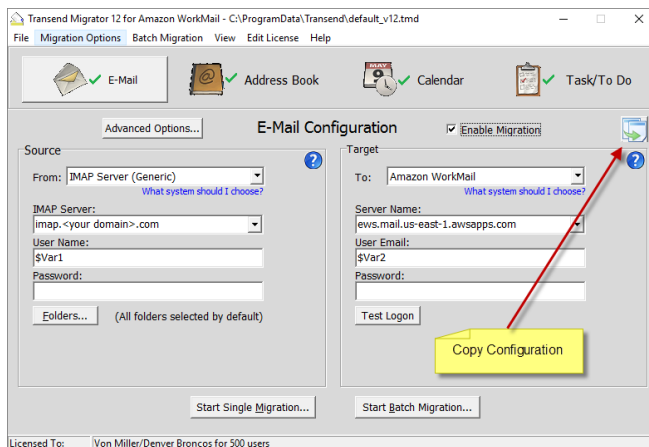 Transend Migrator 12 for Amazon WorkMail - C:\ProgramData\Transend\default_v12.tmd
File Migration Options Batch Migration View Edit License Help
E-Mail Address Book MAY Calendar Task/To Do
Advanced Options... E-Mail Configuration Enable Migration
Source
From: IMAP Server (Generic)
What system should I choose?
IMAP Server:
imap.<your domain>.com
User Name:
$Var1
Password:
Folders... (All folders selected by default)
Target
To: Amazon WorkMail
What system should I choose?
Server Name:
ews.mail.us-east-1.awsapps.com
User Email:
$Var2
Password:
Test Logon
Copy Configuration
Start Single Migration... Start Batch Migration...
Licensed To: Von Miller/Denver Broncos for 500 users